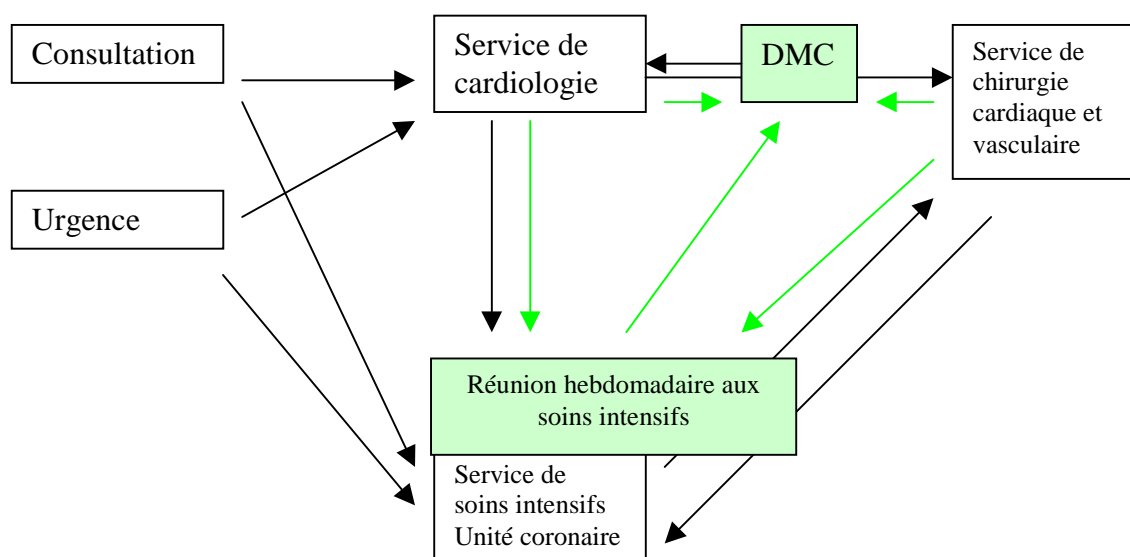 Consultation
Service de
cardiologie
DMC
Service de
chirurgie
cardiaque et
vasculaire
Urgence
Réunion hebdomadaire aux
soins intensifs
Service de
soins intensifs
Unité coronaire